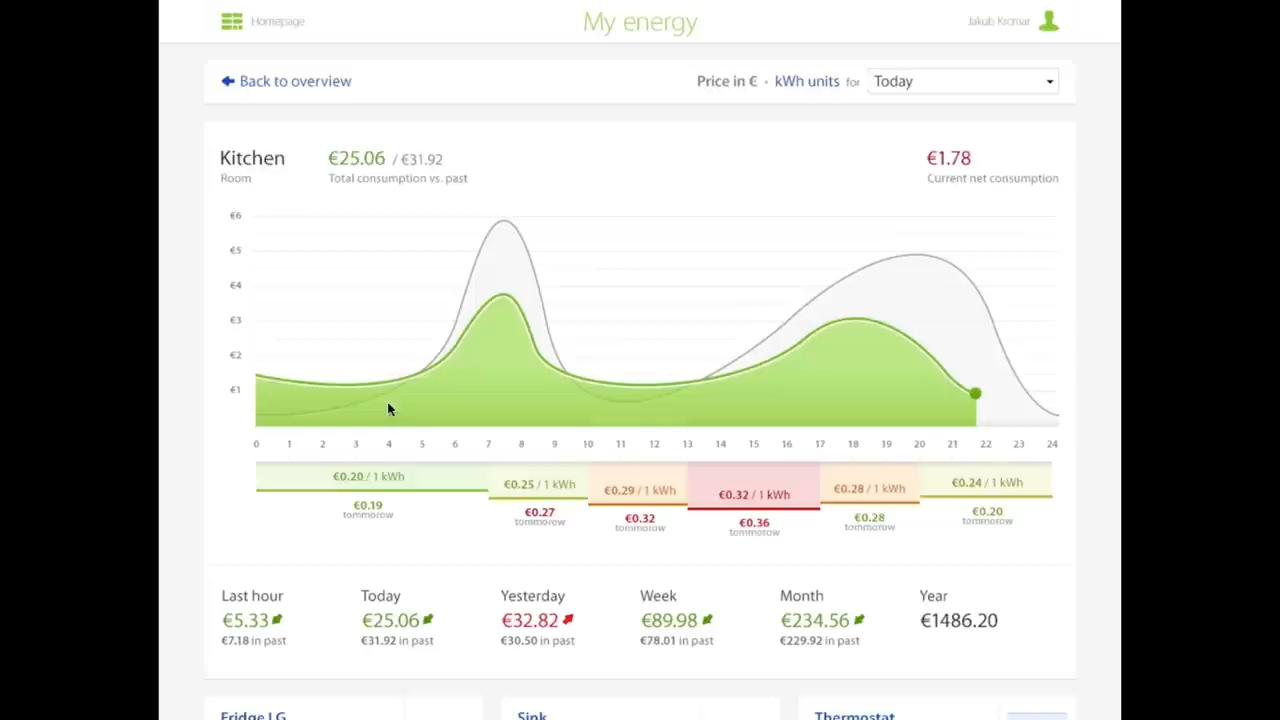 Homepage
My energy
Jakub Krcmar
Back to overview
Price in € · kWh units for Today
Kitchen
Room
€25.06 / €31.92
Total consumption vs. past
€1.78
Current net consumption
€6
€5
€4
€3
€2
€1
0 1 2 3 4 5 6 7 8 9 10 11 12 13 14 15 16 17 18 19 20 21 22 23 24
€0.20 / 1 kWh €0.25 / 1 kWh €0.29 / 1 kWh €0.32 / 1 kWh €0.28 / 1 kWh €0.24 / 1 kWh
€0.19 €0.27 €0.32 €0.36 €0.28 €0.20
tommorow tommorow tommorow tommorow tommorow tommorow
Last hour Today Yesterday Week Month Year
€5.33 €25.06 €32.82 €89.98 €234.56 €1486.20
€7.18 in past €31.92 in past €30.50 in past €78.01 in past €229.92 in past
Fridge LG Sink Thermostat